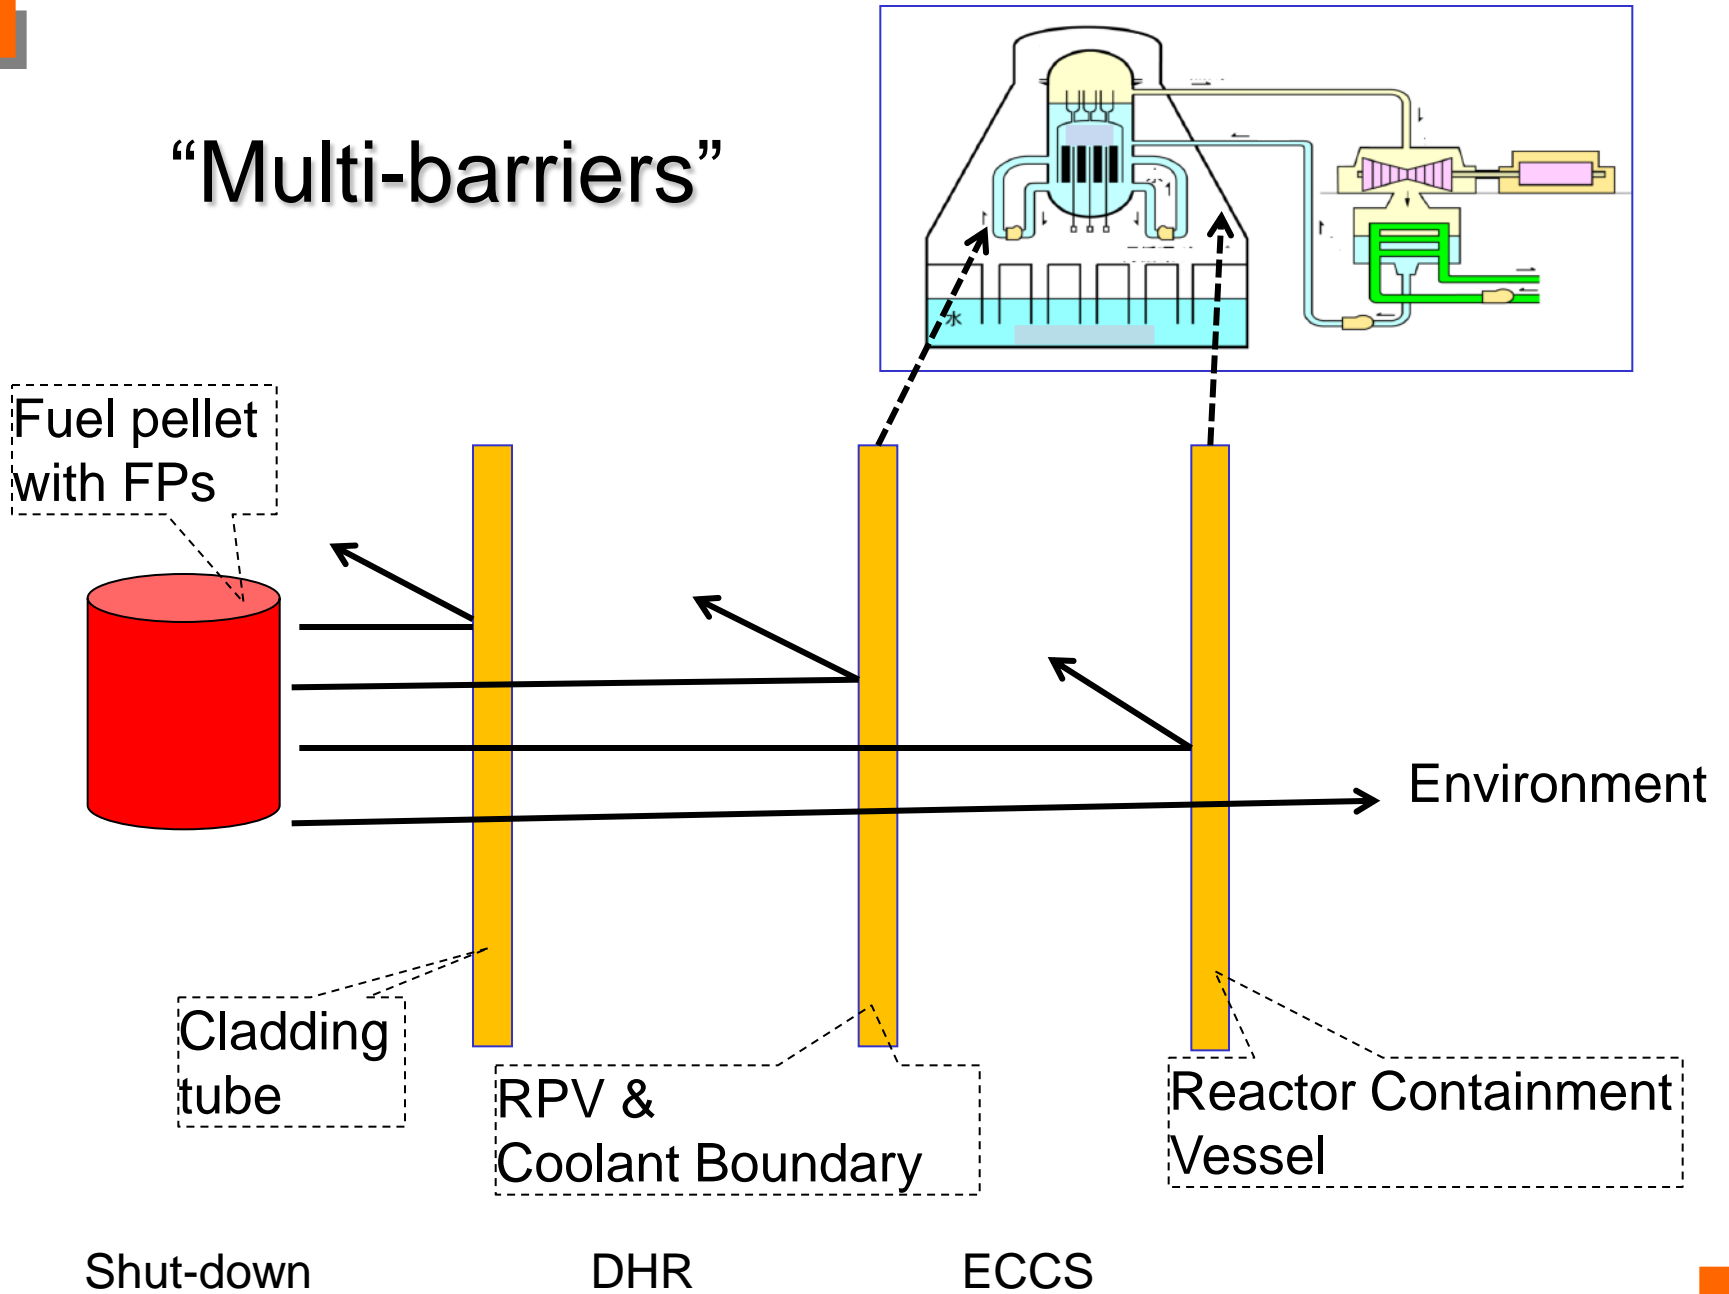 “Multi-barriers”
水
Fuel pellet
with FPs
Environment
Cladding
tube
RPV &
Coolant Boundary
Reactor Containment
Vessel
Shut-down
DHR
ECCS